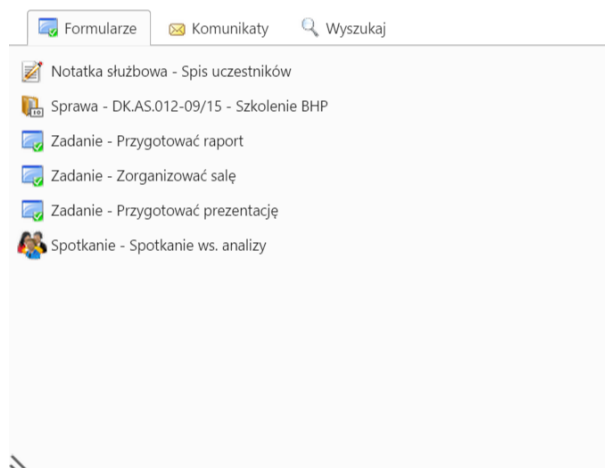 Formularze Komunikaty Wyszukaj
Notatka służbowa - Spis uczestników
Sprawa - DK.AS.012-09/15 - Szkolenie BHP
Zadanie - Przygotować raport
Zadanie - Zorganizować salę
Zadanie - Przygotować prezentację
Spotkanie - Spotkanie ws. analizy